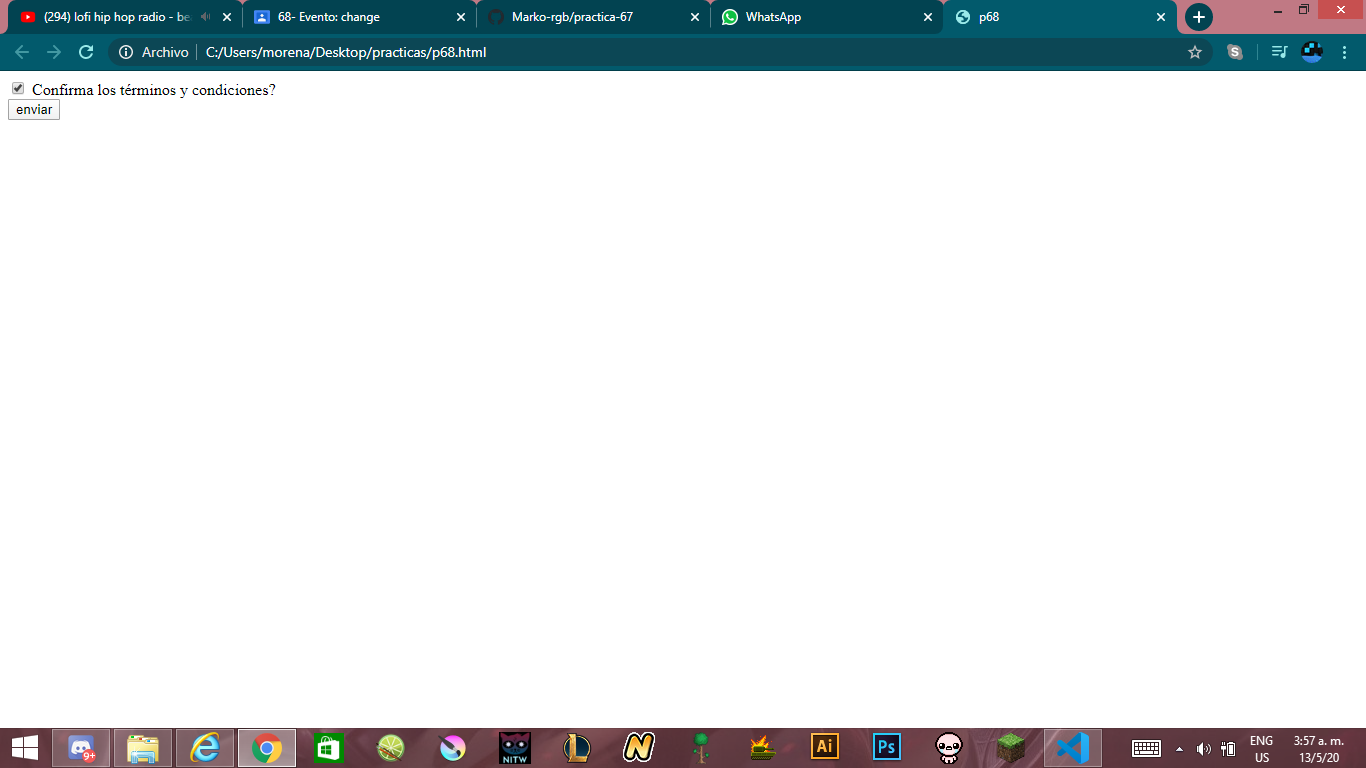 (294) lofi hip hop radio - be
68- Evento: change
Marko-rgb/practica-67
WhatsApp
p68
Archivo
C:/Users/morena/Desktop/practicas/p68.html
Confirma los términos y condiciones?
enviar
9+
NITW
L
N
Ai
Ps
ENG
US
3:57 a. m.
13/5/20